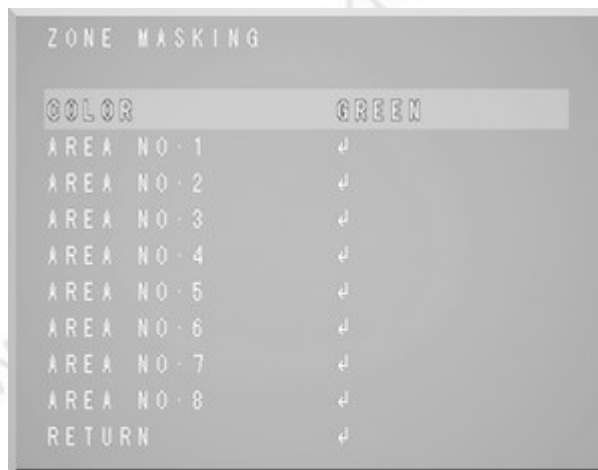 ZONE MASKING
COLOR GREEN
AREA NO.1 ↲
AREA NO.2 ↲
AREA NO.3 ↲
AREA NO.4 ↲
AREA NO.5 ↲
AREA NO.6 ↲
AREA NO.7 ↲
AREA NO.8 ↲
RETURN ↲